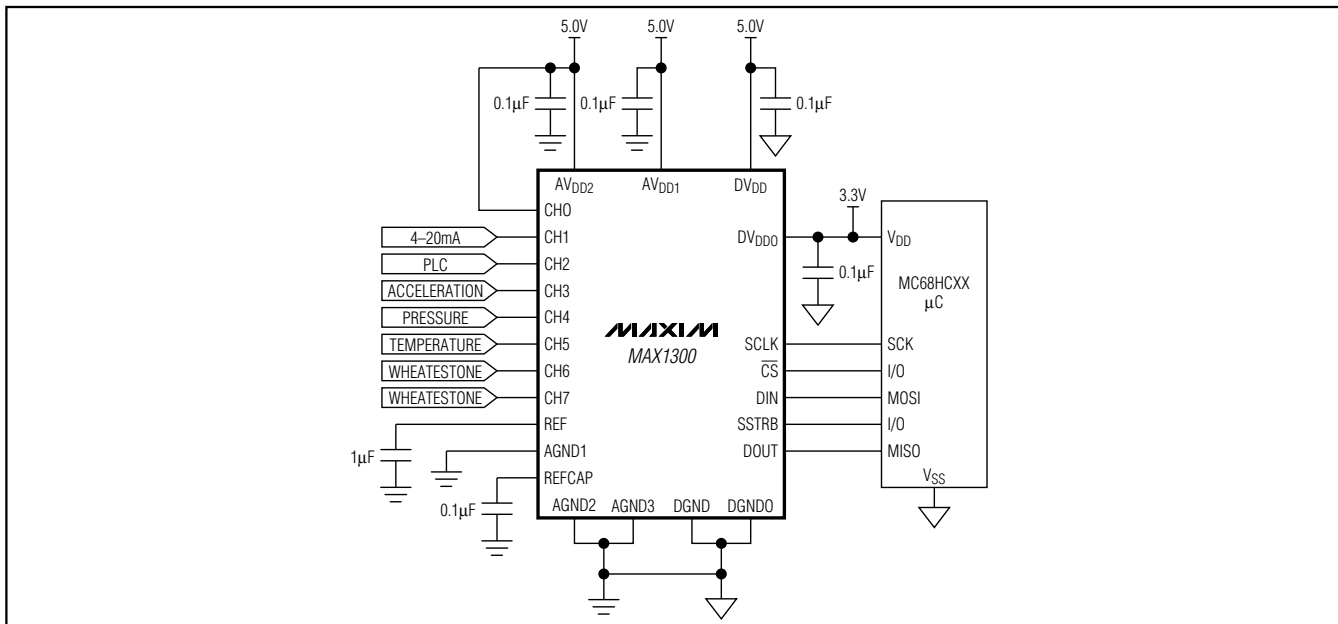 5.0V 5.0V 5.0V
0.1µF 0.1µF 0.1µF
AVDD2 AVDD1 DVDD
3.3V
CH0
4–20mA CH1 DVDDO VDD
PLC CH2
0.1µF
MC68HCXX
µC
ACCELERATION CH3
PRESSURE CH4
MAXIM
MAX1300
TEMPERATURE CH5 SCLK SCK
WHEATESTONE CH6 CS I/O
WHEATESTONE CH7 DIN MOSI
REF SSTRB I/O
1µF
AGND1 DOUT MISO
REFCAP VSS
0.1µF
AGND2 AGND3 DGND DGNDO